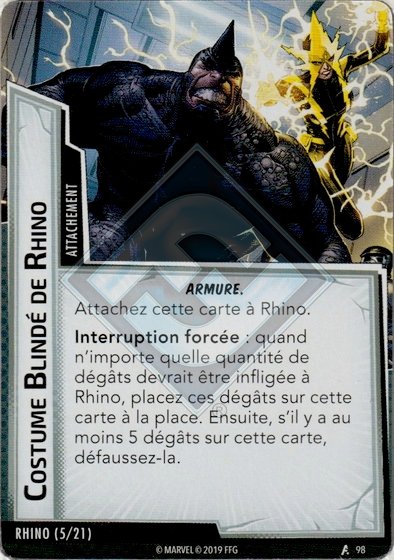 COSTUME BLINDÉ DE RHINO
ATTACHEMENT
ARMURE.
Attachez cette carte à Rhino.
Interruption forcée : quand
n'importe quelle quantité de
dégâts devrait être infligée à
Rhino, placez ces dégâts sur cette
carte à la place. Ensuite, s'il y a au
moins 5 dégâts sur cette carte,
défaussez-la.
RHINO (5/21)
© MARVEL © 2019 FFG
98